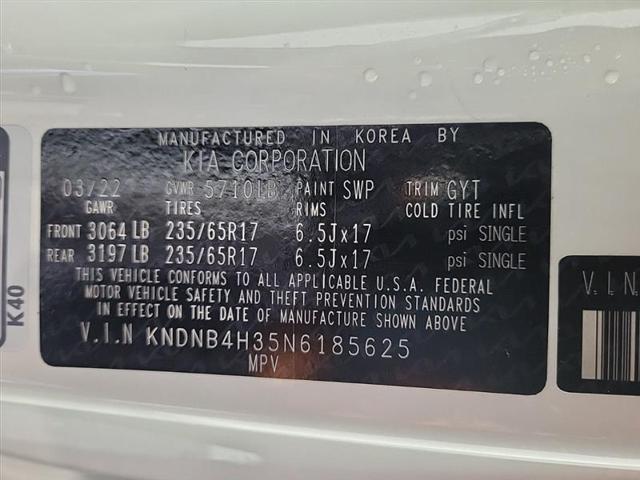 MANUFACTURED IN KOREA BY
KIA CORPORATION
03/22 GVWR 5710LB PAINT SWP TRIM GYT
GAWR TIRES RIMS COLD TIRE INFL
FRONT 3064 LB 235/65R17 6.5Jx17 psi SINGLE
REAR 3197 LB 235/65R17 6.5Jx17 psi SINGLE
THIS VEHICLE CONFORMS TO ALL APPLICABLE U.S.A. FEDERAL
MOTOR VEHICLE SAFETY AND THEFT PREVENTION STANDARDS
IN EFFECT ON THE DATE OF MANUFACTURE SHOWN ABOVE.
V.I.N KNDNB4H35N6185625
MPV
K40
V.I.N